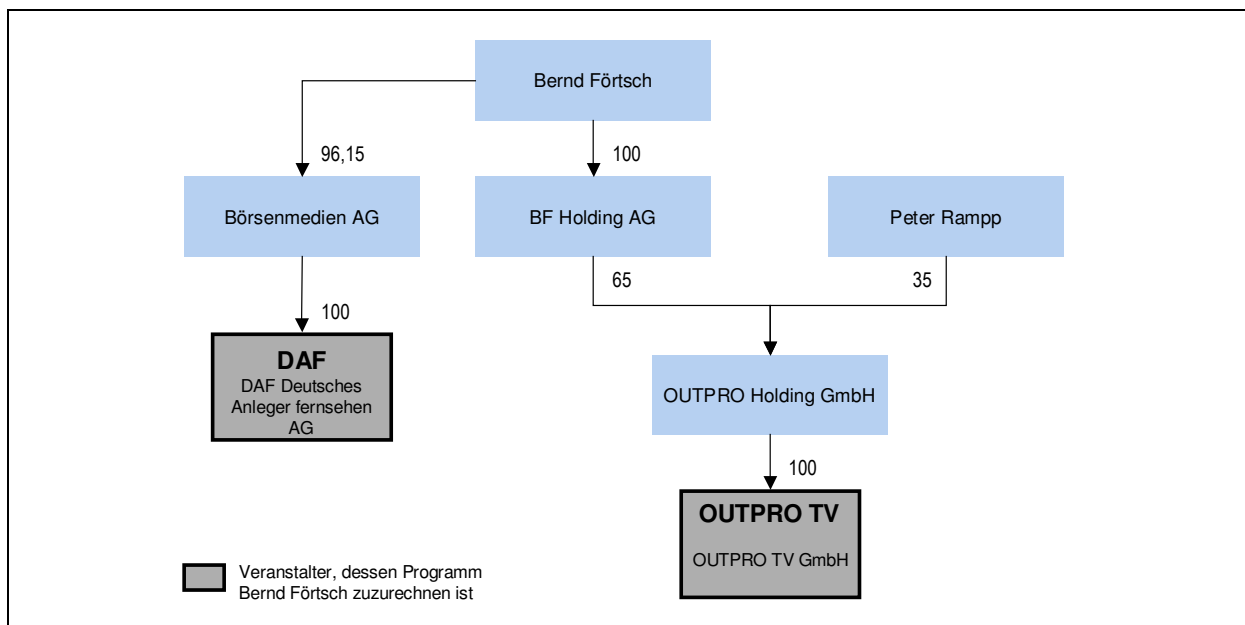 Bernd Förtsch
96,15
100
Börsenmedien AG
BF Holding AG
Peter Rampp
65
35
100
DAF
DAF Deutsches
Anleger fernsehen
AG
OUTPRO Holding GmbH
100
OUTPRO TV
OUTPRO TV GmbH
Veranstalter, dessen Programm
Bernd Förtsch zuzurechnen ist